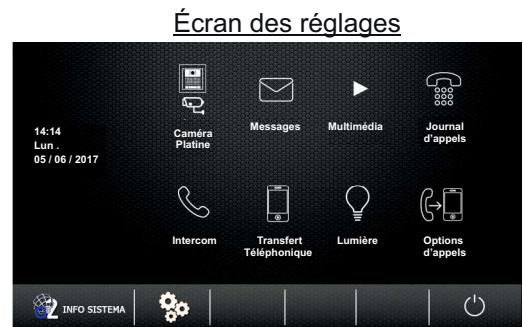 Écran des réglages
14:14
Lun .
05 / 06 / 2017
Caméra
Platine
Messages
Multimédia
Journal
d'appels
Intercom
Transfert
Téléphonique
Lumière
Options
d'appels
2 INFO SISTEMA